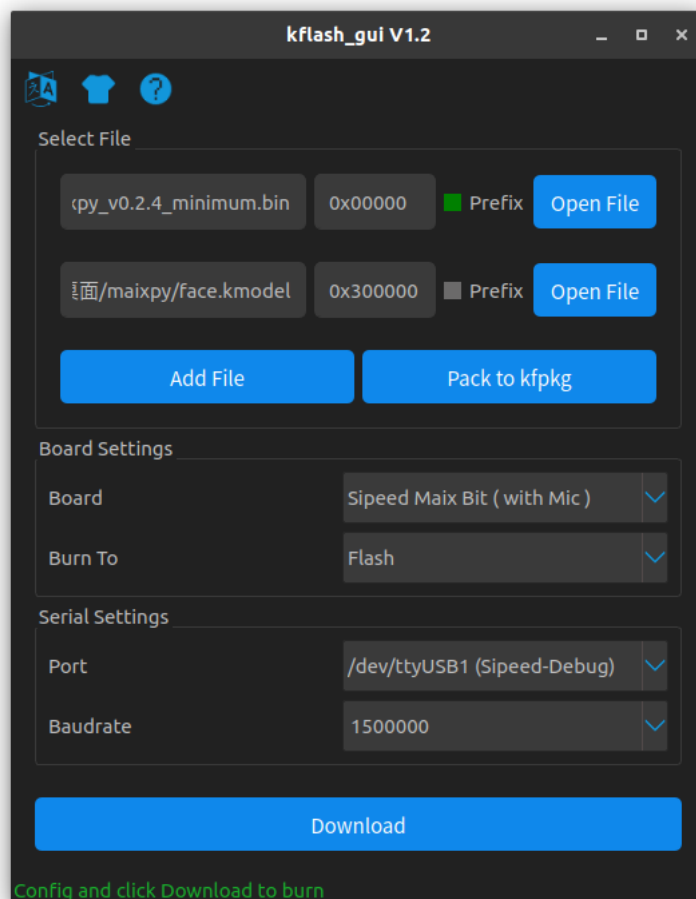 kflash_gui V1.2
Select File
py_v0.2.4_minimum.bin 0x00000 Prefix Open File
面/maixpy/face.kmodel 0x300000 Prefix Open File
Add File Pack to kfpkg
Board Settings
Board Sipeed Maix Bit ( with Mic )
Burn To Flash
Serial Settings
Port /dev/ttyUSB1 (Sipeed-Debug)
Baudrate 1500000
Download
Config and click Download to burn